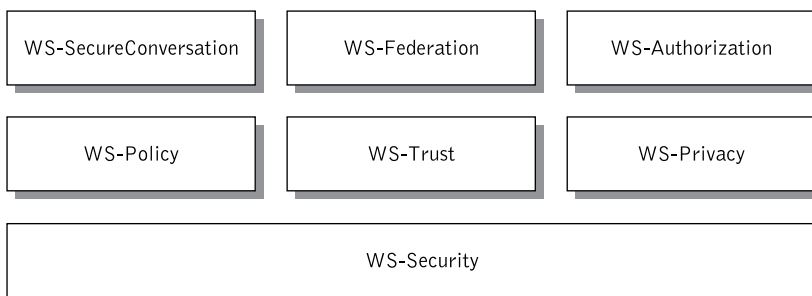 WS-SecureConversation
WS-Federation
WS-Authorization
WS-Policy
WS-Trust
WS-Privacy
WS-Security